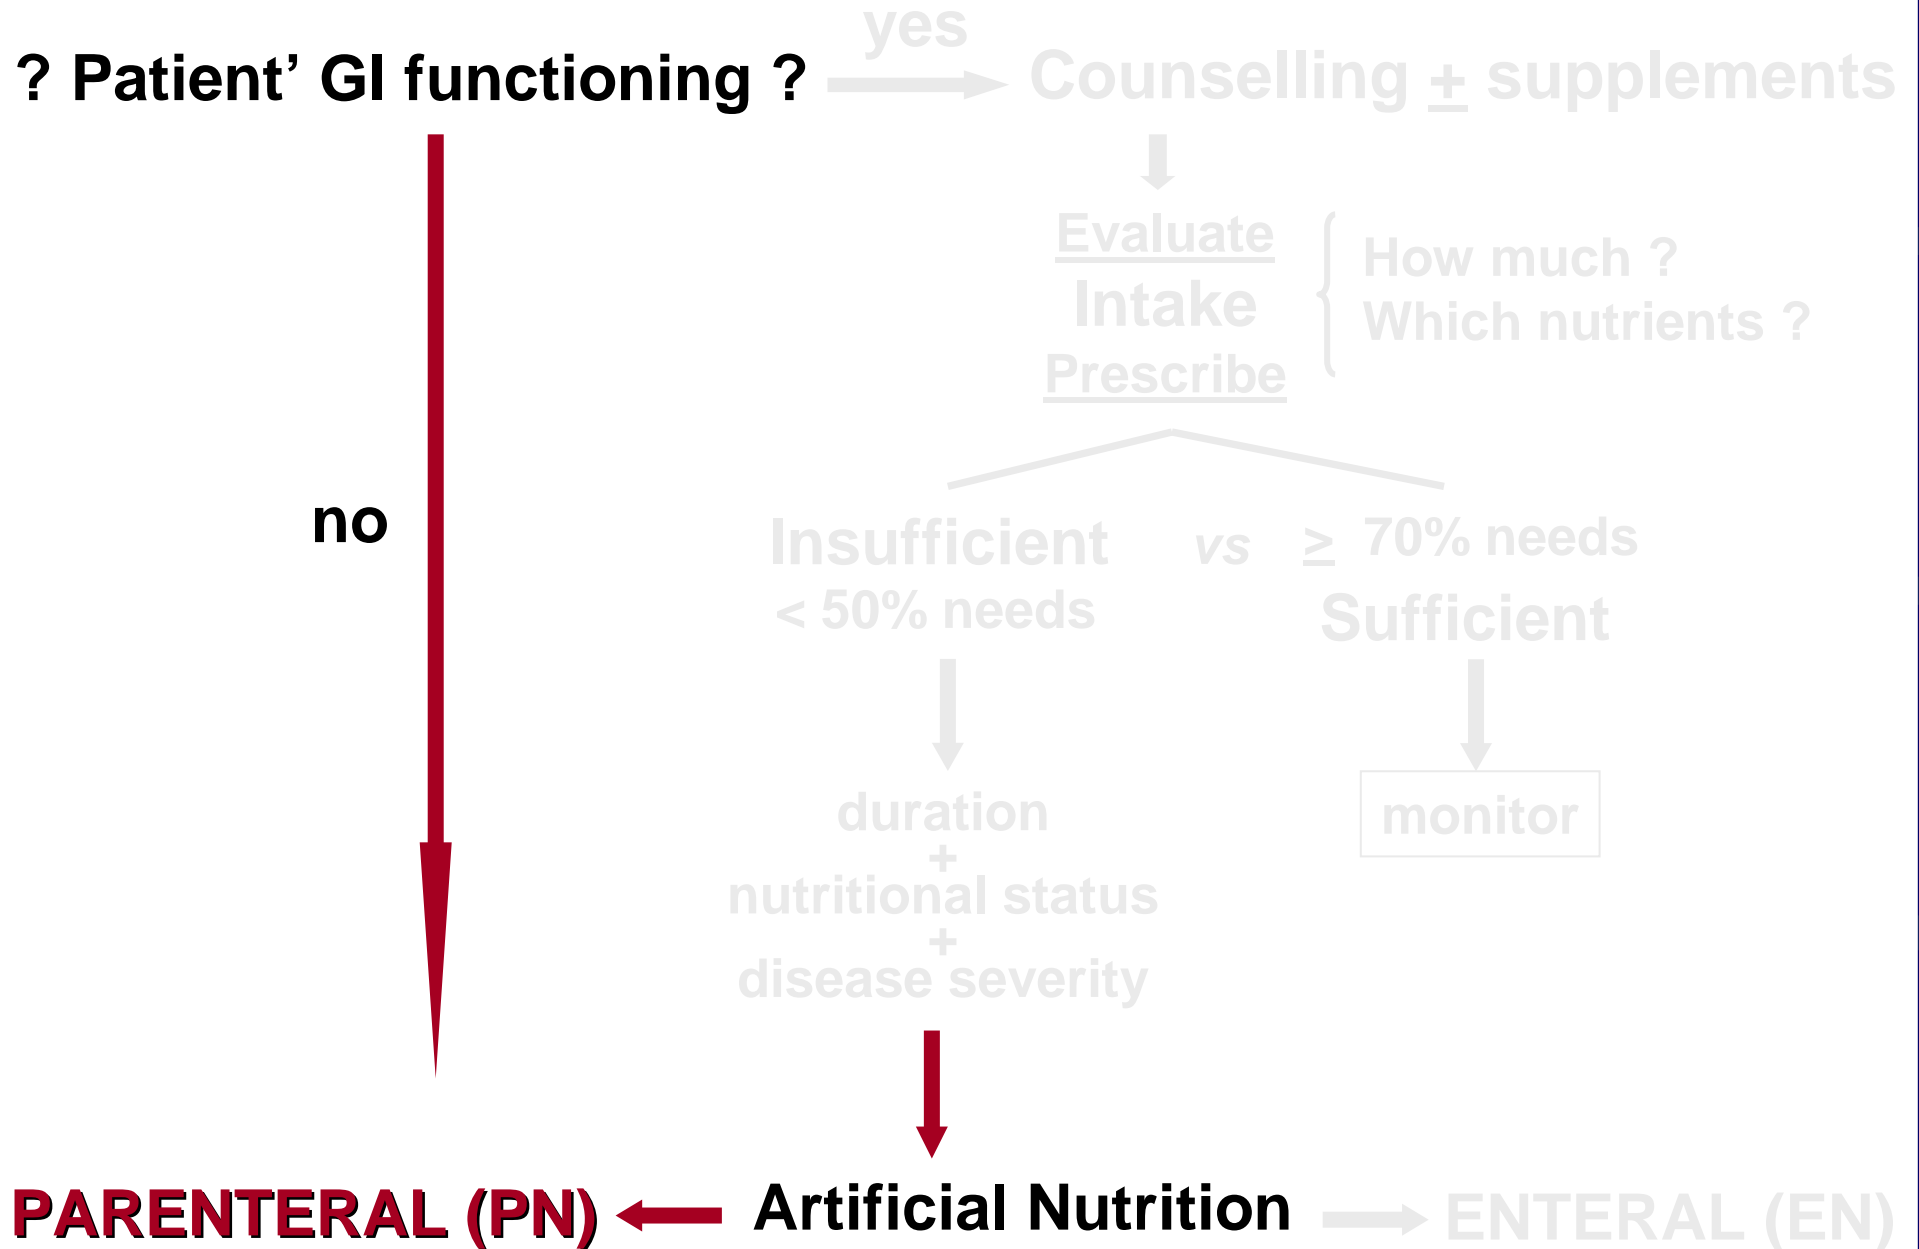 yes
? Patient’ GI functioning ?
Counselling + supplements
Evaluate
How much ?
Intake
Which nutrients ?
Prescribe
no
Insufficient vs ≥ 70% needs
< 50% needs
Sufficient
duration
monitor
+
nutritional status
+
disease severity
PARENTERAL (PN)
Artificial Nutrition
ENTERAL (EN)